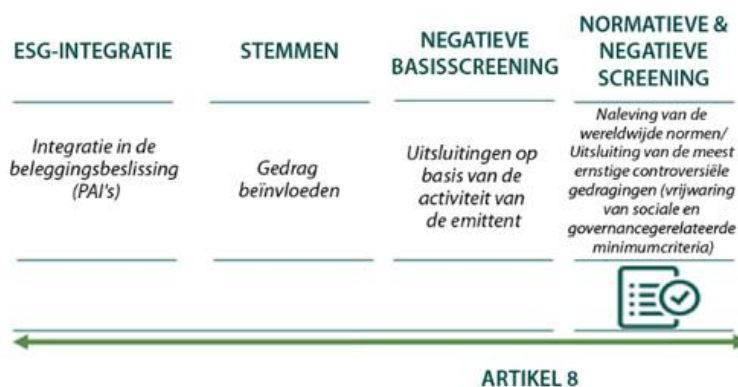 ESG-INTEGRATIE
Integratie in de
beleggingsbeslissing
(PAI's)
STEMMEN
Gedrag
beïnvloeden
NEGATIEVE
BASISSCREENING
Uitsluitingen op
basis van de
activiteit van
de emittent
NORMATIEVE &
NEGATIEVE
SCREENING
Naleving van de
wereldwijde normen/
Uitsluiting van de meest
ernstige controversiële
gedragingen (vrijwaring
van sociale en
governancegerelateerde
minimumcriteria)
ARTIKEL 8